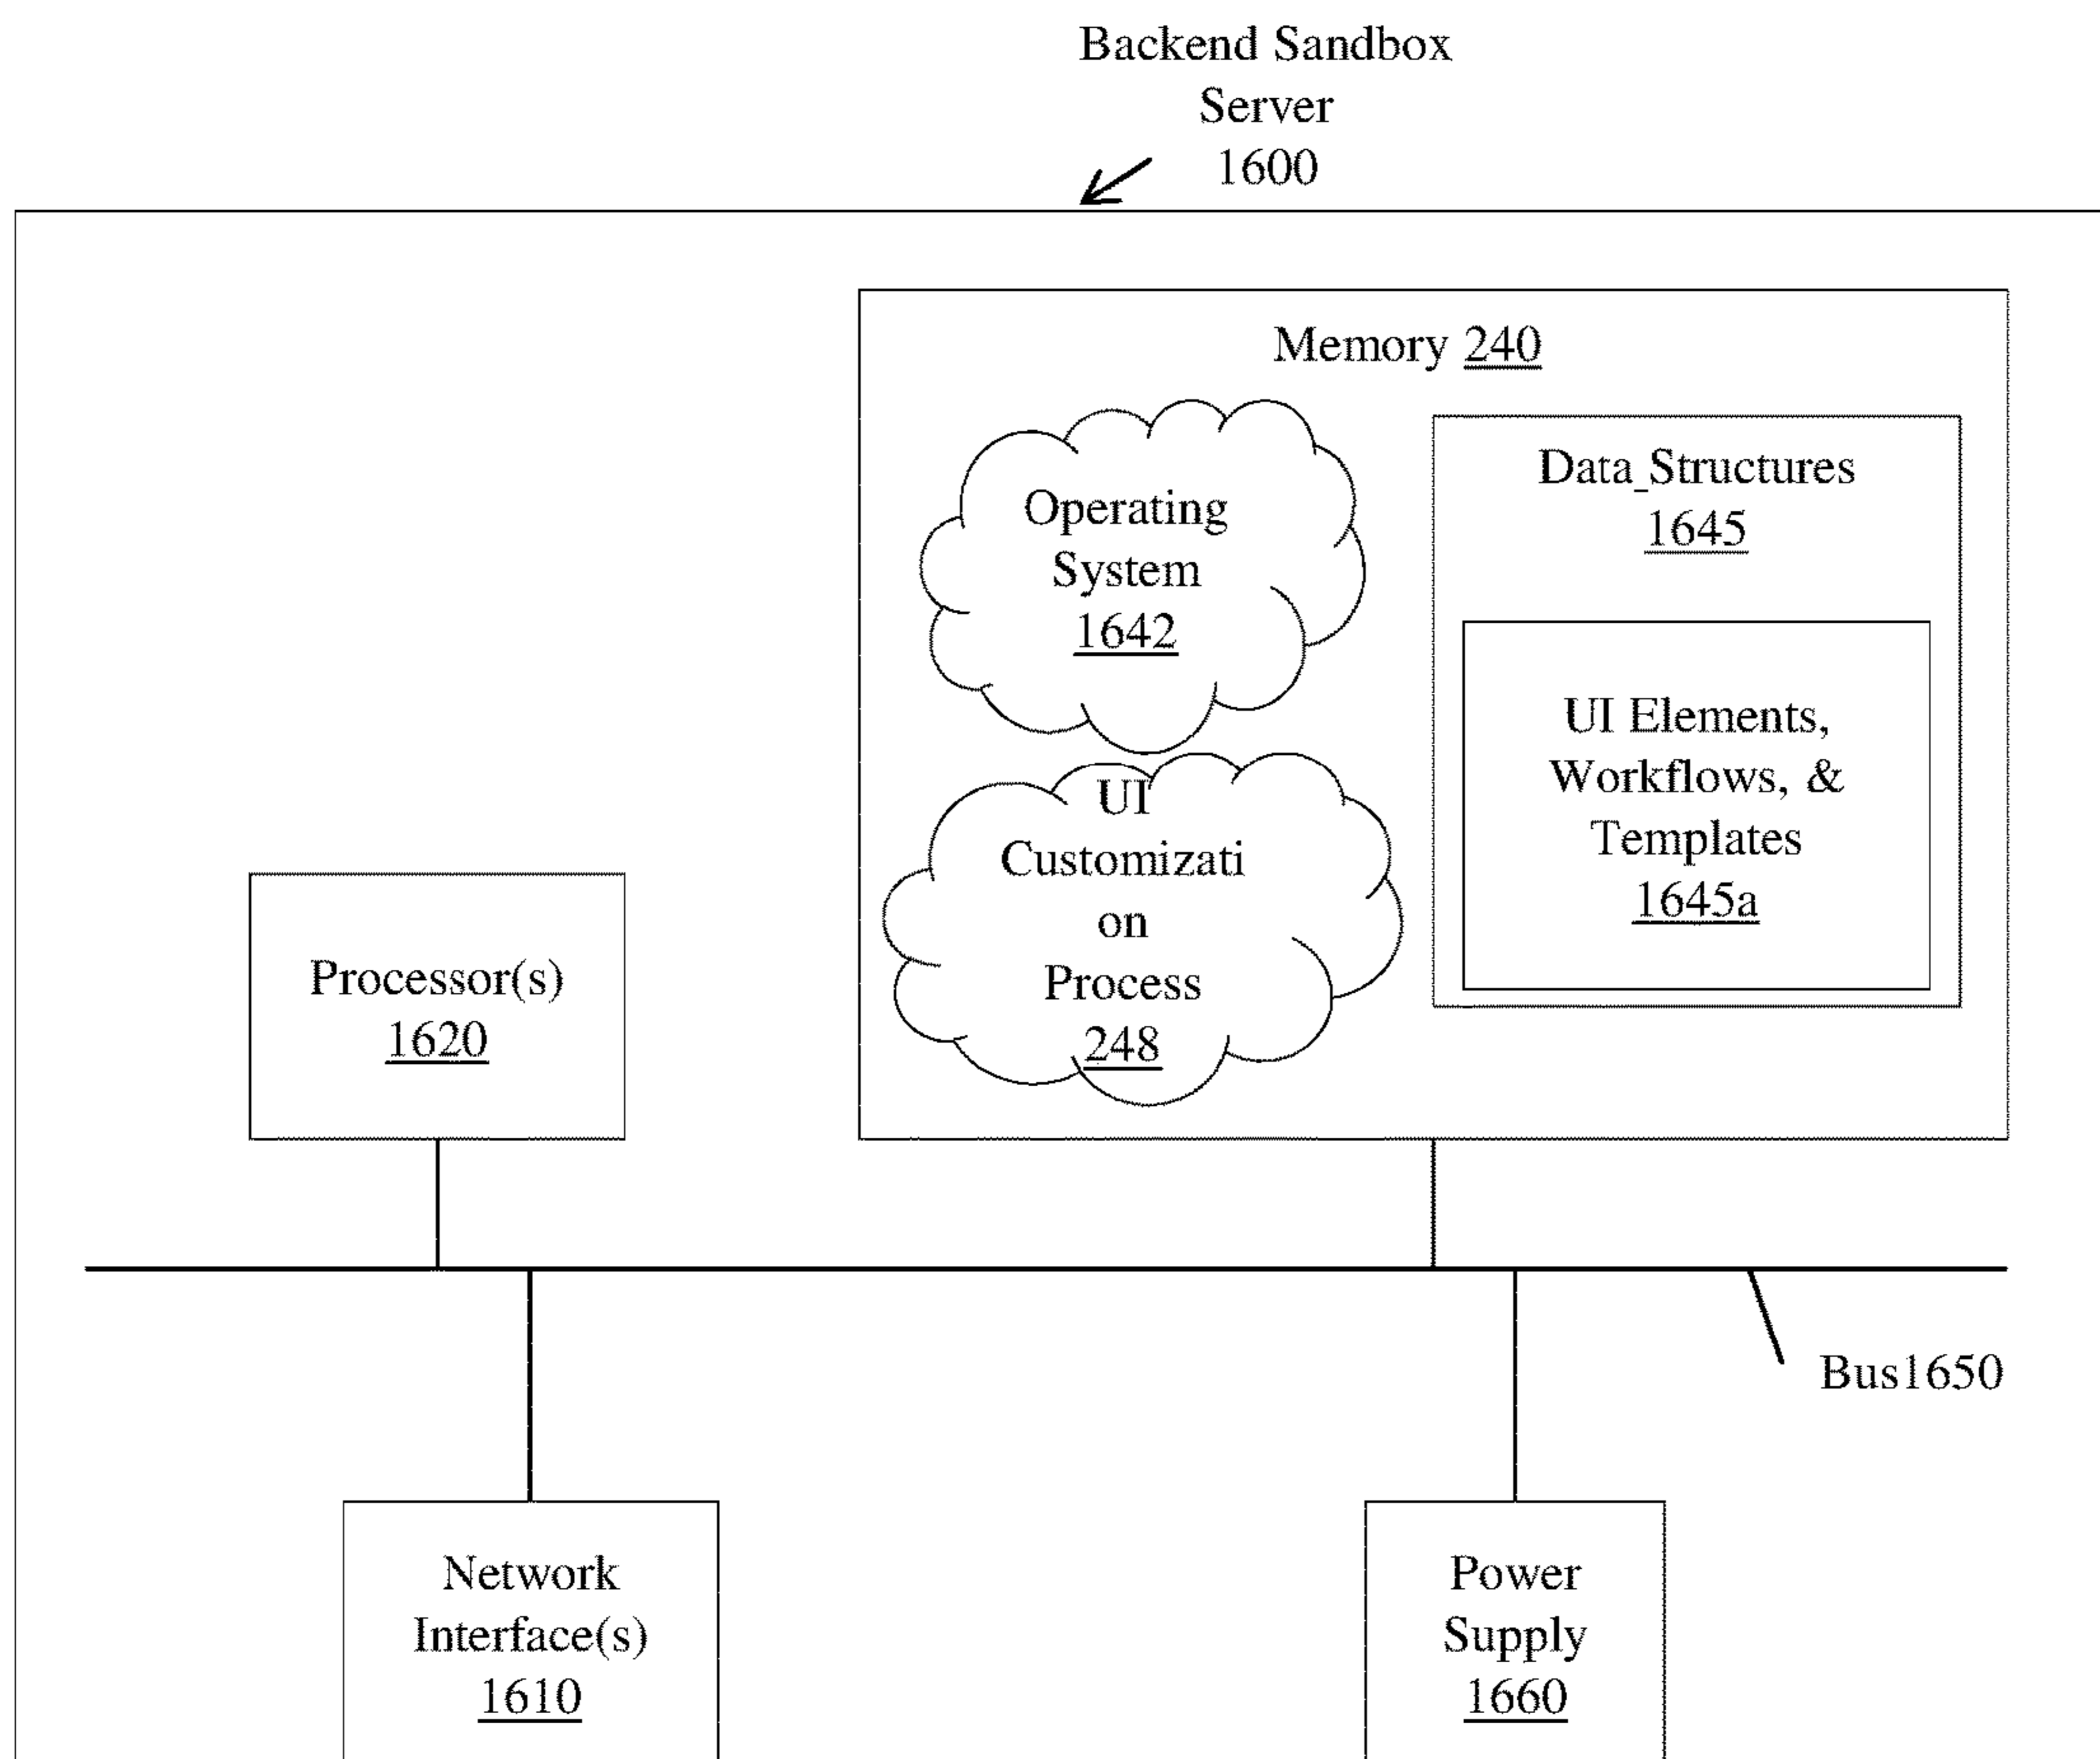 Backend Sandbox
Server
1600
Memory 240
Operating
System
1642
Data_Structures
1645
UI Elements,
Workflows, &
Templates
1645a
UI
Customizati
on
Process
248
Processor(s)
1620
Bus1650
Network
Interface(s)
1610
Power
Supply
1660